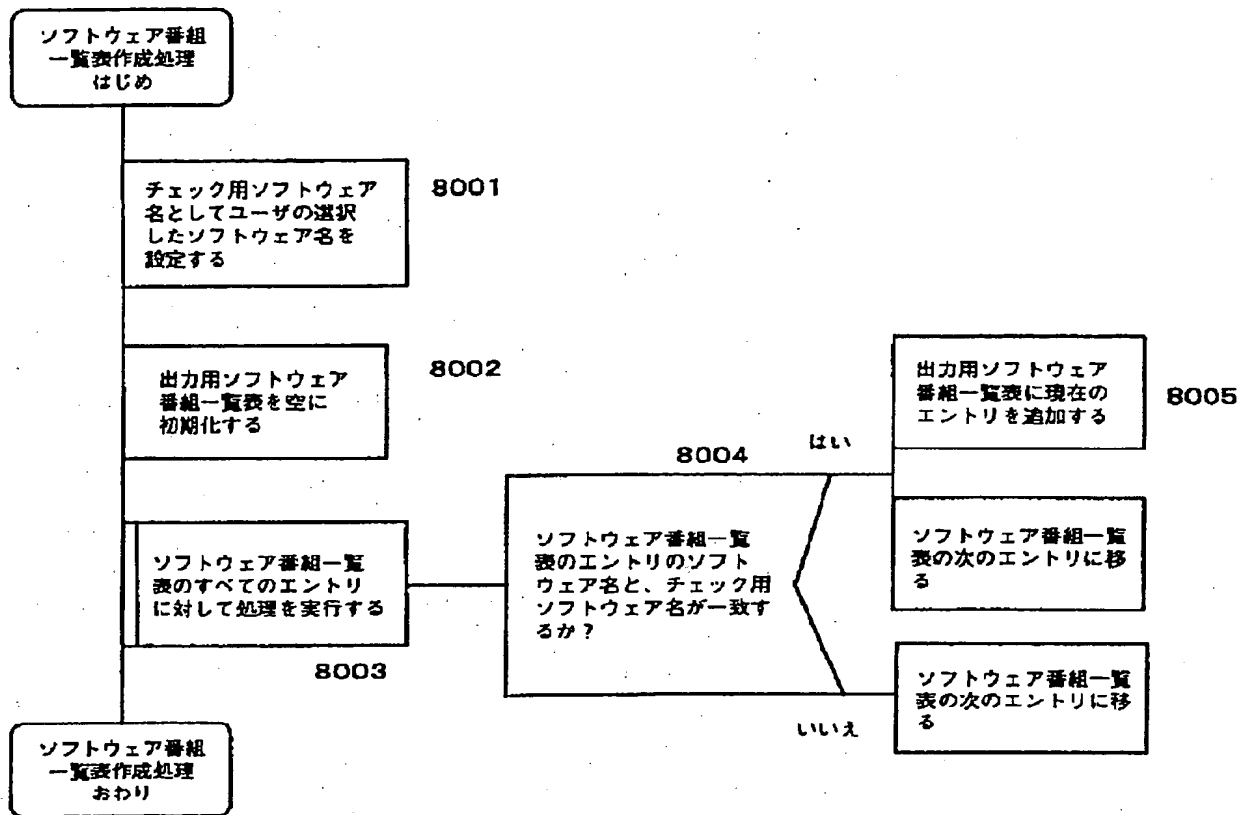 ソフトウェア番組
一覧表作成処理
はじめ
チェック用ソフトウェア
名としてユーザの選択
したソフトウェア名を
設定する
8001
出力用ソフトウェア
番組一覧表を空に
初期化する
8002
ソフトウェア番組一覧
表のすべてのエントリ
に対して処理を実行する
8003
8004
ソフトウェア番組一覧
表のエントリのソフト
ウェア名と、チェック用
ソフトウェア名が一致す
るか？
はい
出力用ソフトウェア
番組一覧表に現在の
エントリを追加する
8005
ソフトウェア番組一覧
表の次のエントリに移
る
いいえ
ソフトウェア番組一覧
表の次のエントリに移
る
ソフトウェア番組
一覧表作成処理
おわり